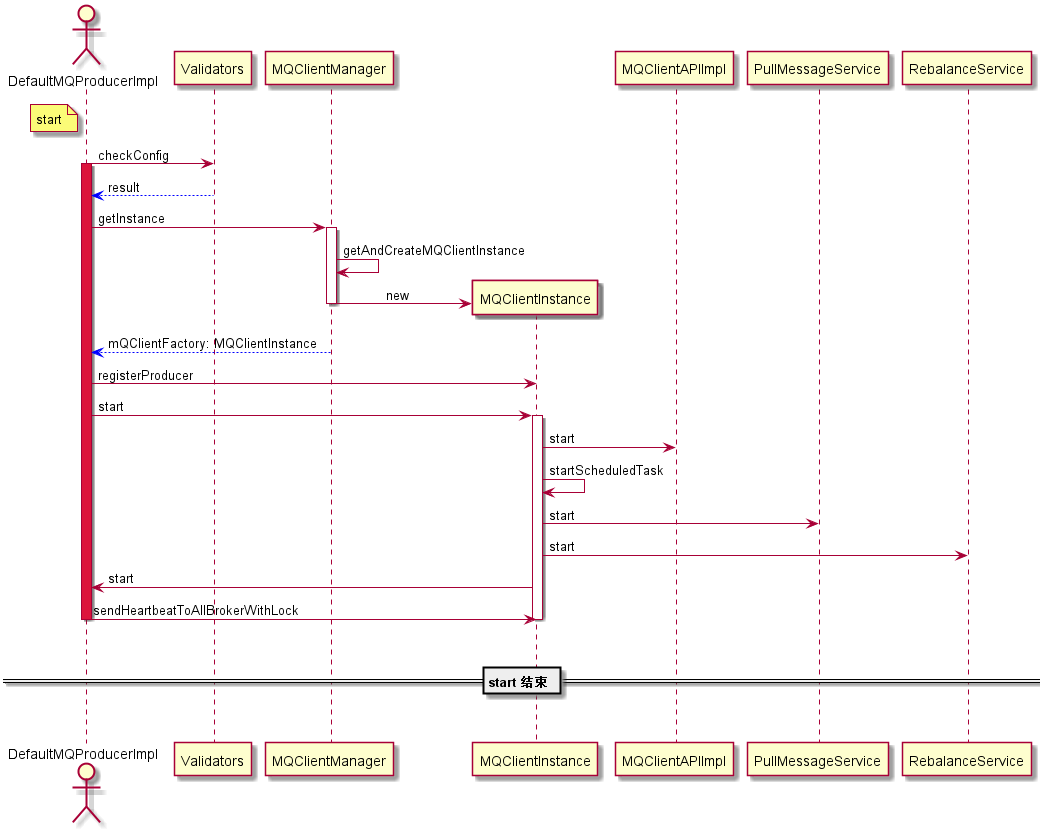 DefaultMQProducerImpl
Validators
MQClientManager
MQClientAPIImpl
PullMessageService
RebalanceService
start
checkConfig
result
getInstance
getAndCreateMQClientInstance
new
MQClientInstance
mQClientFactory: MQClientInstance
registerProducer
start
start
startScheduledTask
start
start
start
sendHeartbeatToAllBrokerWithLock
start 结束
DefaultMQProducerImpl
Validators
MQClientManager
MQClientInstance
MQClientAPIImpl
PullMessageService
RebalanceService